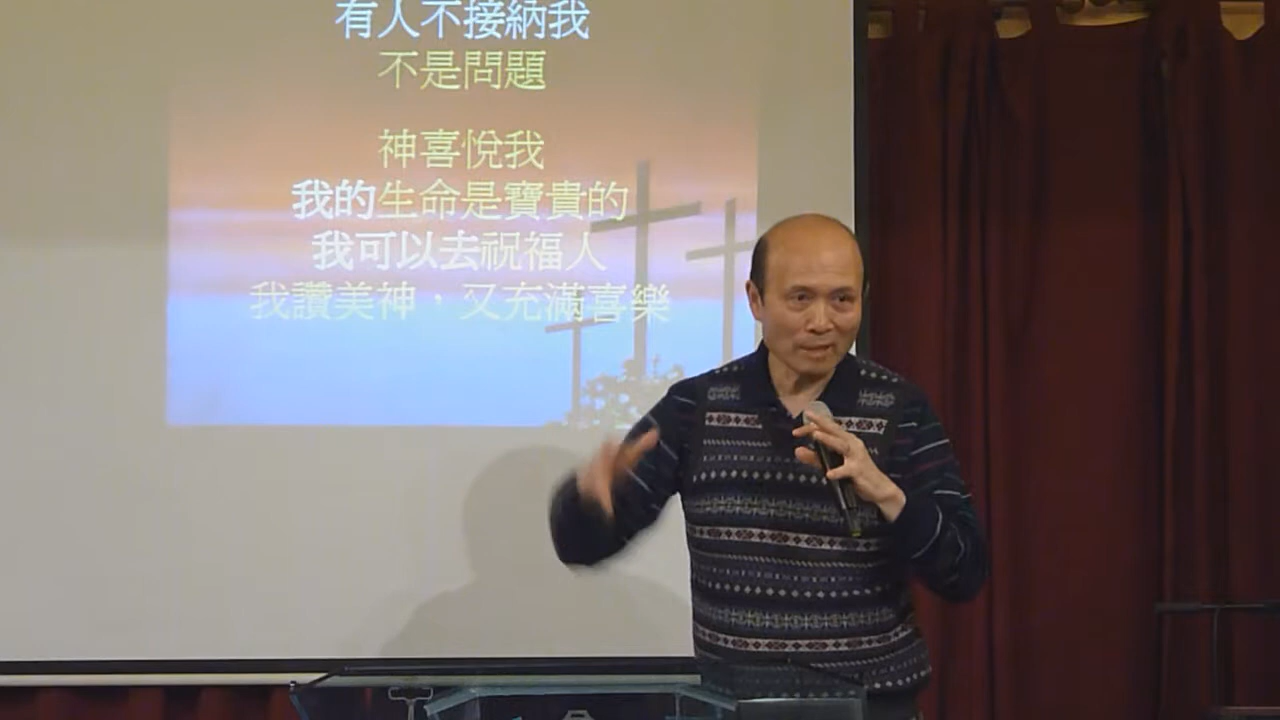 有人不接納我
不是問題
神喜悅我
我的生命是寶貴的
我可以去祝福人
我讚美神，又充滿喜樂